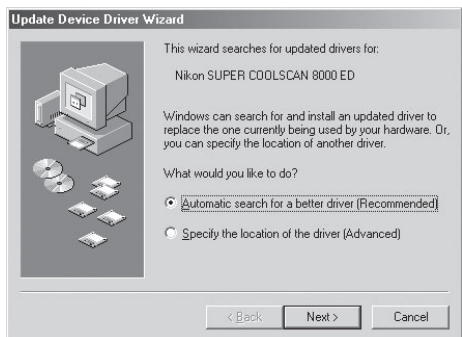 Update Device Driver Wizard
This wizard searches for updated drivers for:
Nikon SUPER COOLSCAN 8000 ED
Windows can search for and install an updated driver to
replace the one currently being used by your hardware. Or,
you can specify the location of another driver.
What would you like to do?
Automatic search for a better driver (Recommended)
Specify the location of the driver (Advanced)
< Back
Next >
Cancel